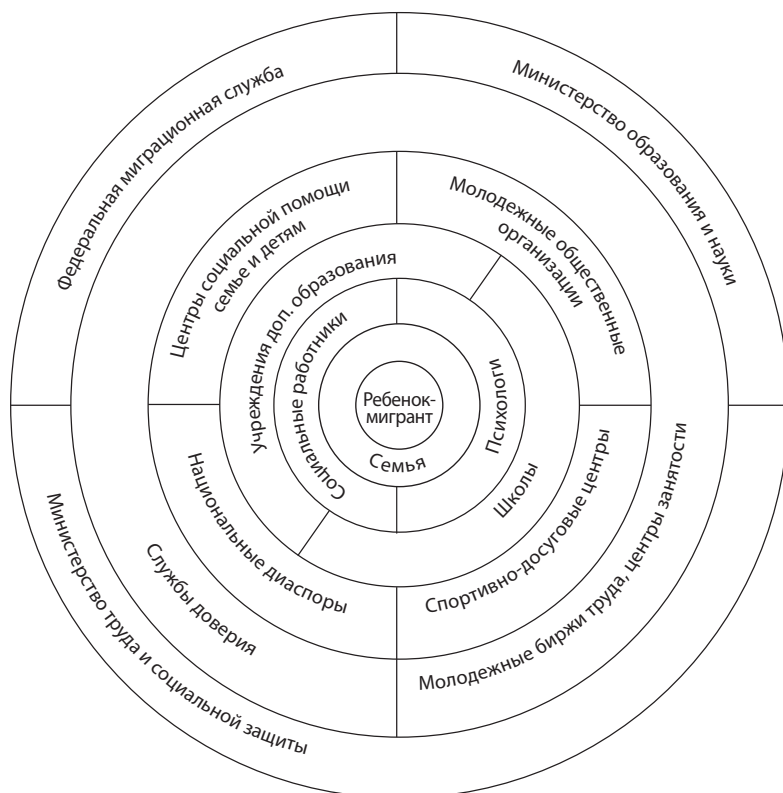 Федеральная миграционная служба
Министерство образования и науки
Центры социальной помощи
семье и детям
Молодежные общественные
организации
Учреждения доп. образования
Социальные работники
Психологи
Ребенок-
мигрант
Семья
Школы
Национальные диаспоры
Спортивно-досуговые центры
Службы доверия
Молодежные биржи труда, центры занятости
Министерство труда и социальной защиты